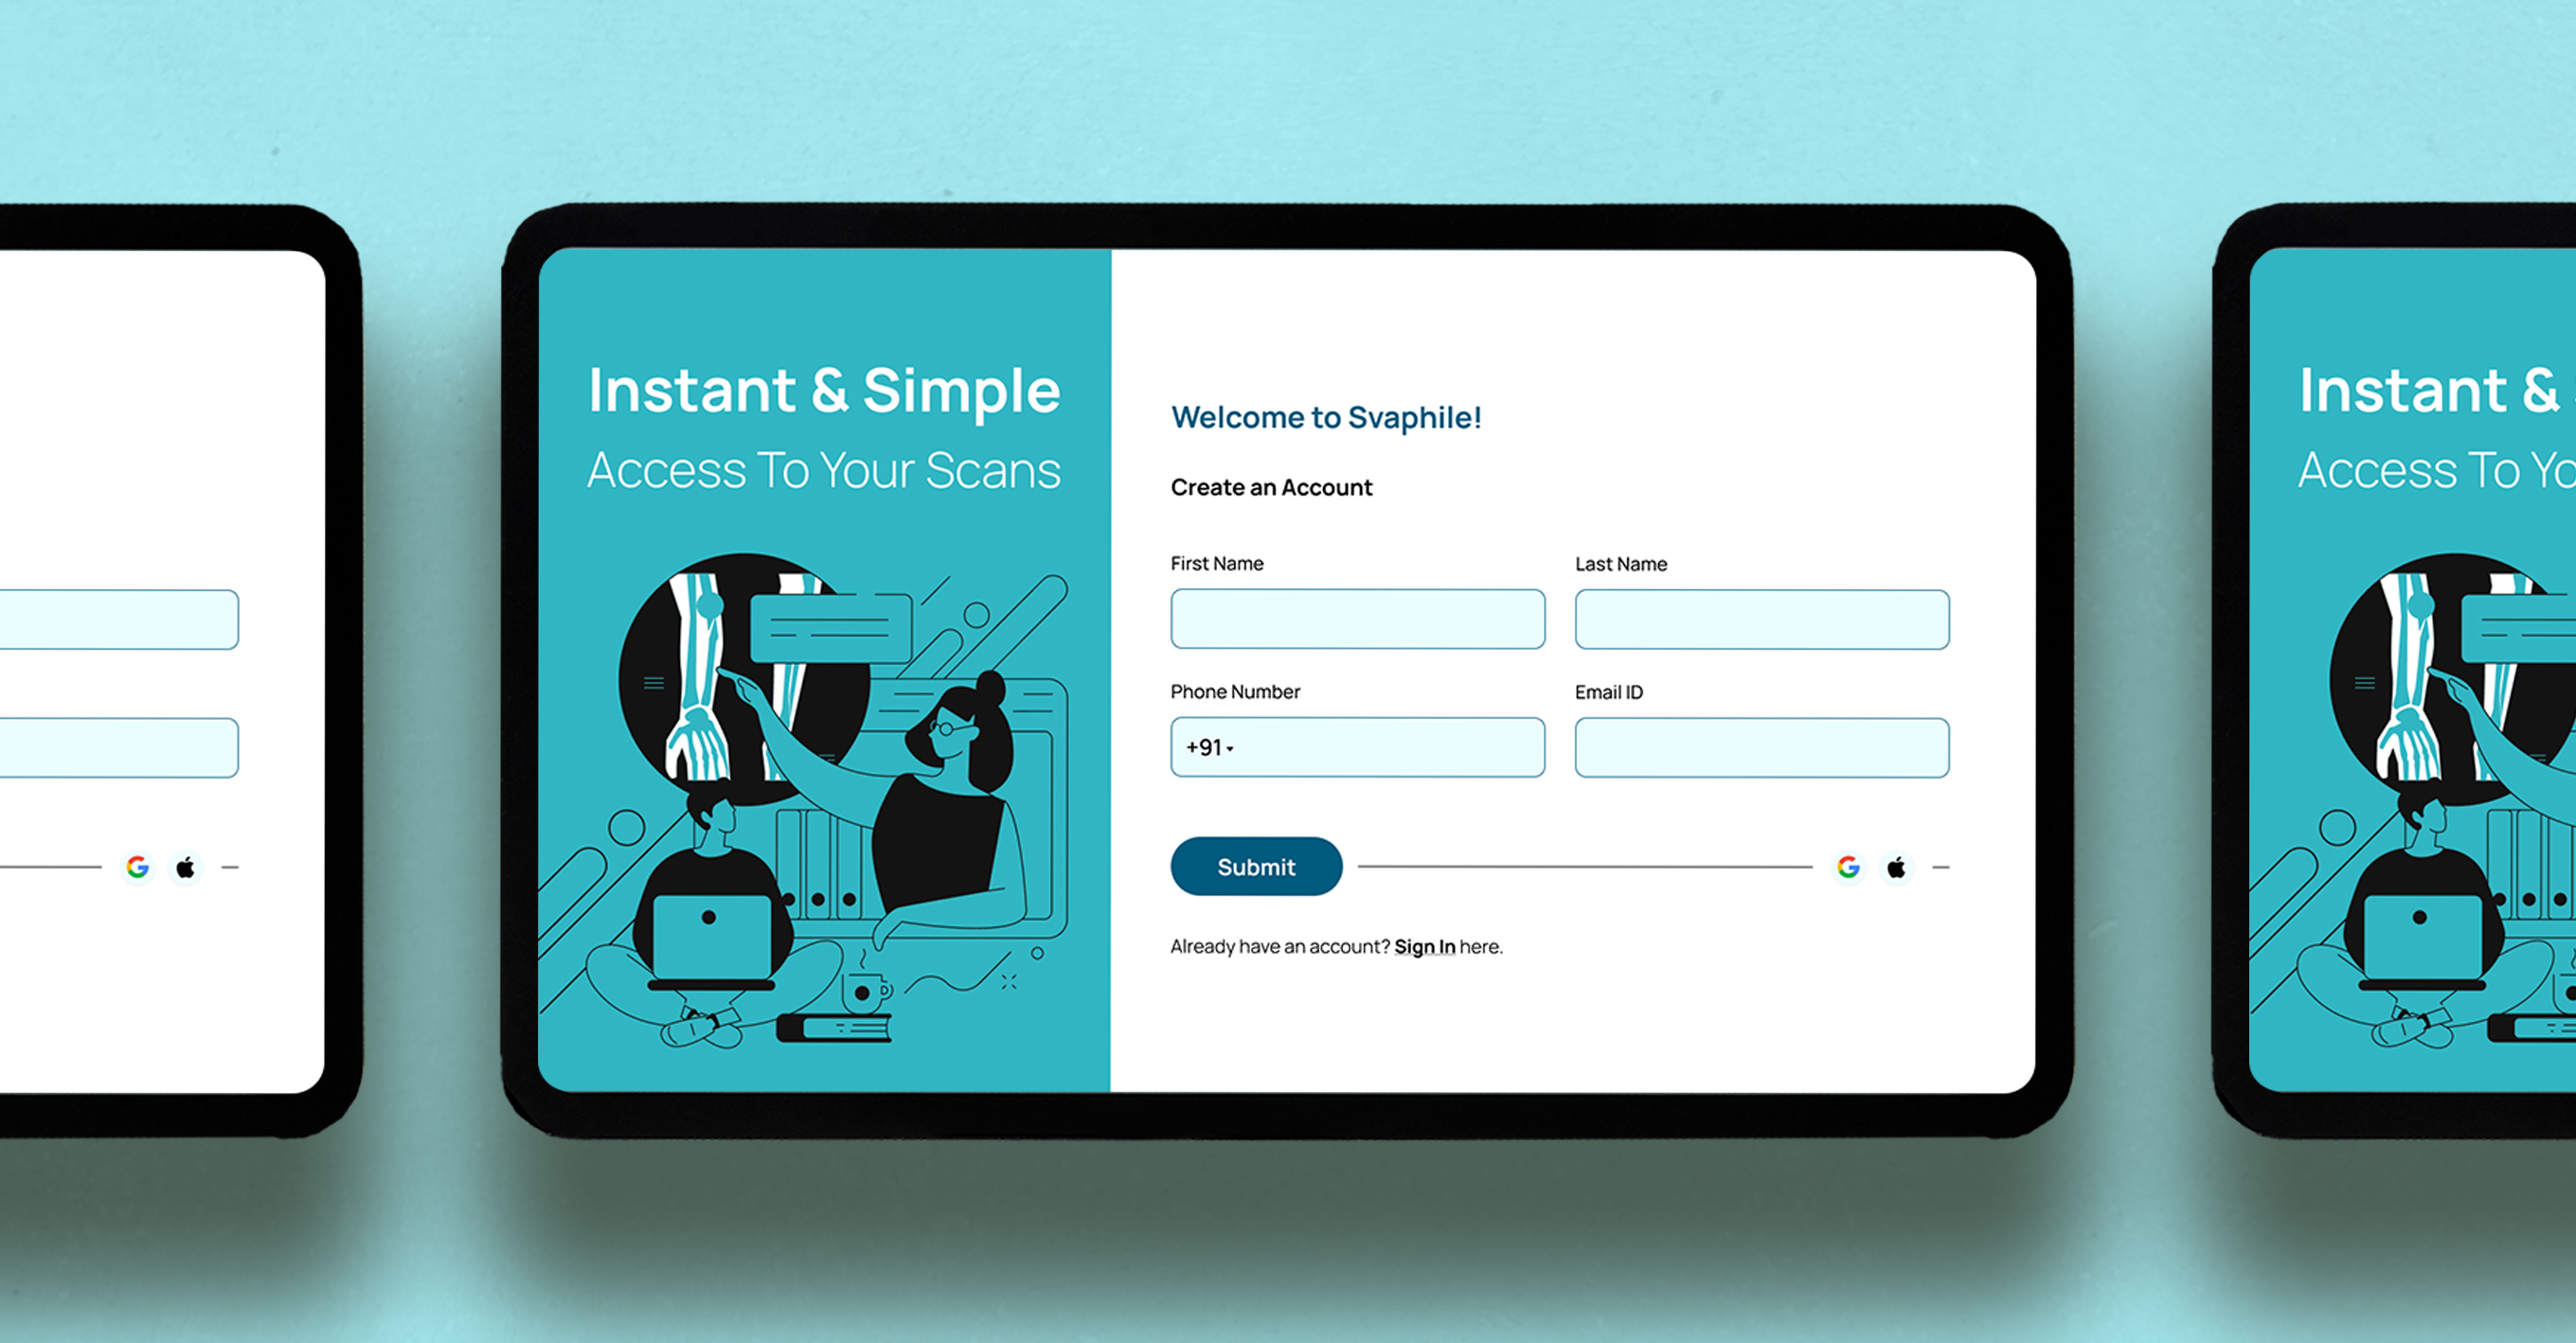 Instant & Simple
Access To Your Scans
Welcome to Svaphile!
Create an Account
First Name
Last Name
Phone Number
Email ID
+91
Submit
Already have an account? Sign In here.
Instant &
Access To Yo